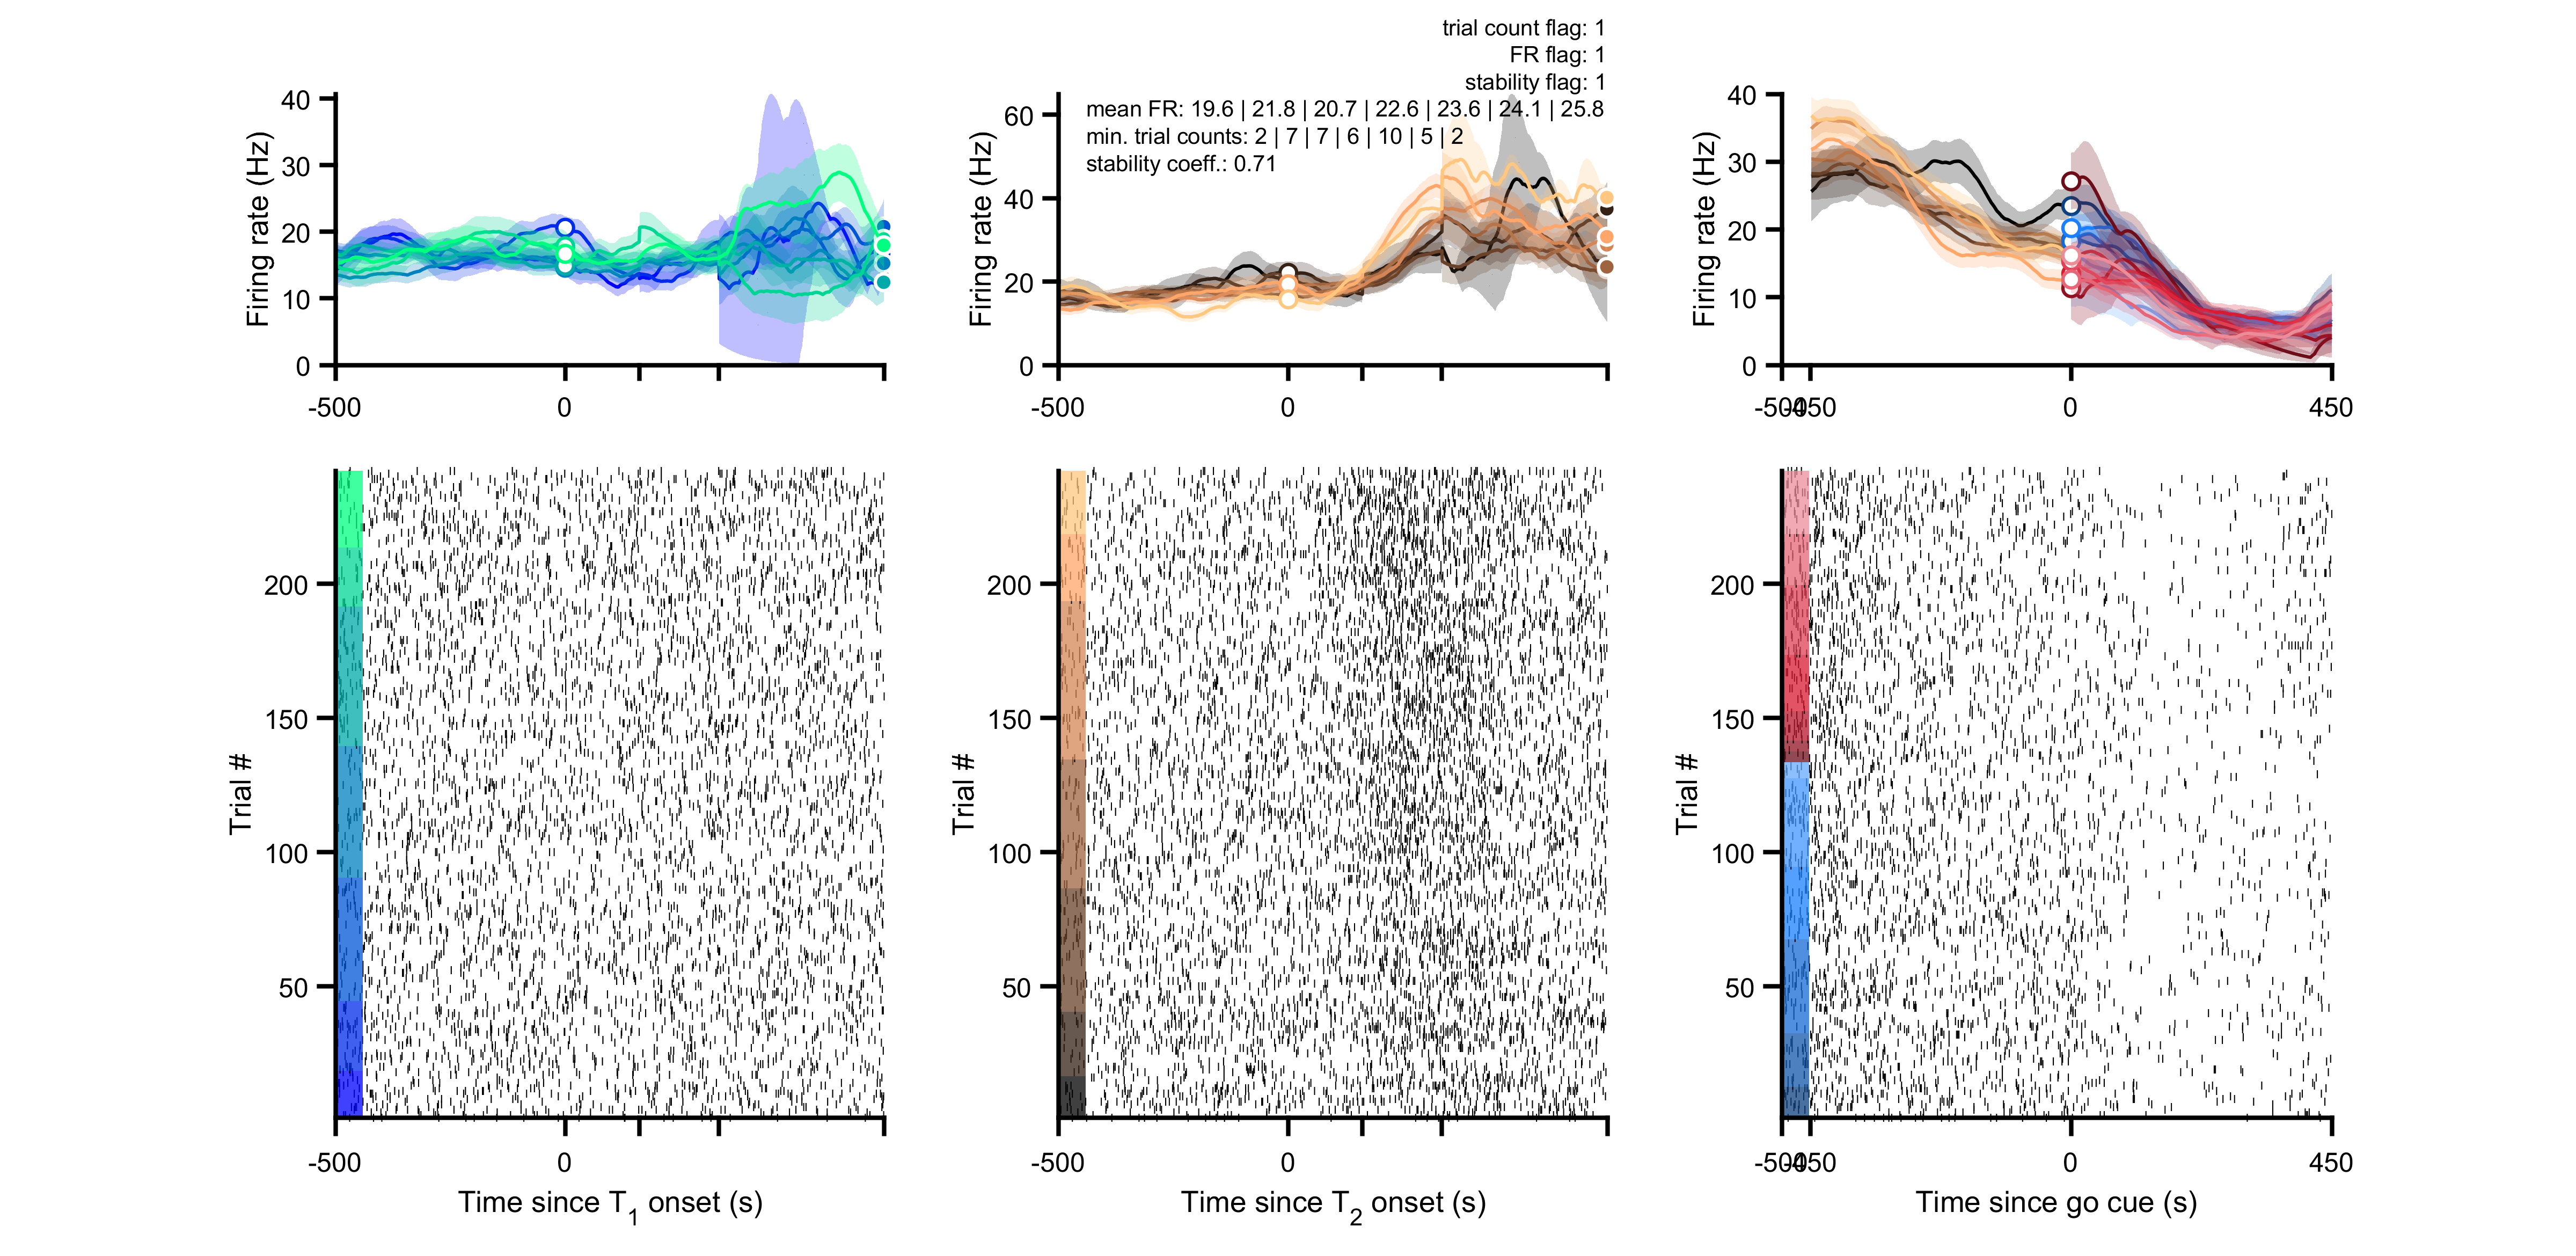 trial count flag: 1
FR flag: 1
stability flag: 1
mean FR: 19.6 | 21.8 | 20.7 | 22.6 | 23.6 | 24.1 | 25.8
min. trial counts: 2 | 7 | 7 | 6 | 10 | 5 | 2
stability coeff.: 0.71
Firing rate (Hz)
40
30
20
10
0
-500
0
Firing rate (Hz)
60
40
20
0
-500
0
Firing rate (Hz)
40
30
20
10
0
-500
-450
0
450
Trial #
200
150
100
50
-500
0
Time since T1 onset (s)
Trial #
200
150
100
50
-500
0
Time since T2 onset (s)
Trial #
200
150
100
50
-500
-450
0
450
Time since go cue (s)